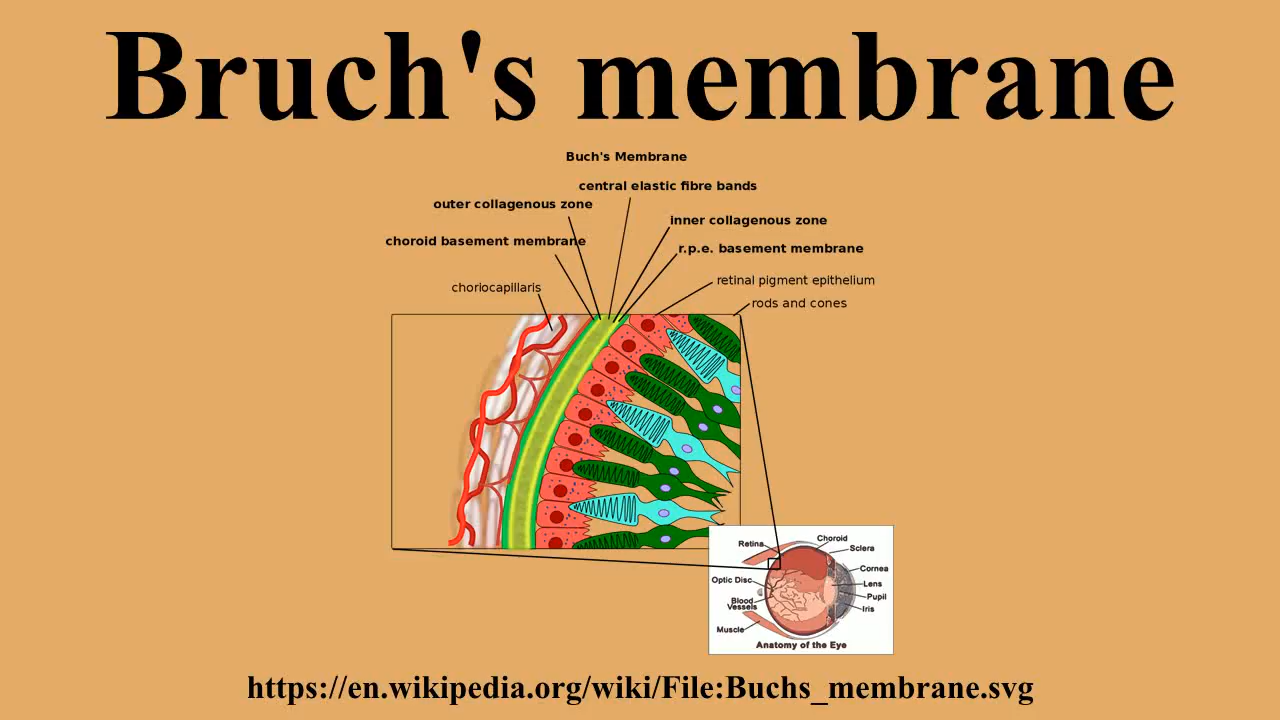 Bruch's membrane
Buch's Membrane
central elastic fibre bands
outer collagenous zone
inner collagenous zone
choroid basement membrane
r.p.e. basement membrane
retinal pigment epithelium
choriocapillaris
rods and cones
Retina
Choroid
Sclera
Cornea
Optic Disc
Lens
Blood
Vessels
Pupil
Iris
Muscle
Anatomy of the Eye
https://en.wikipedia.org/wiki/File:Buchs_membrane.svg